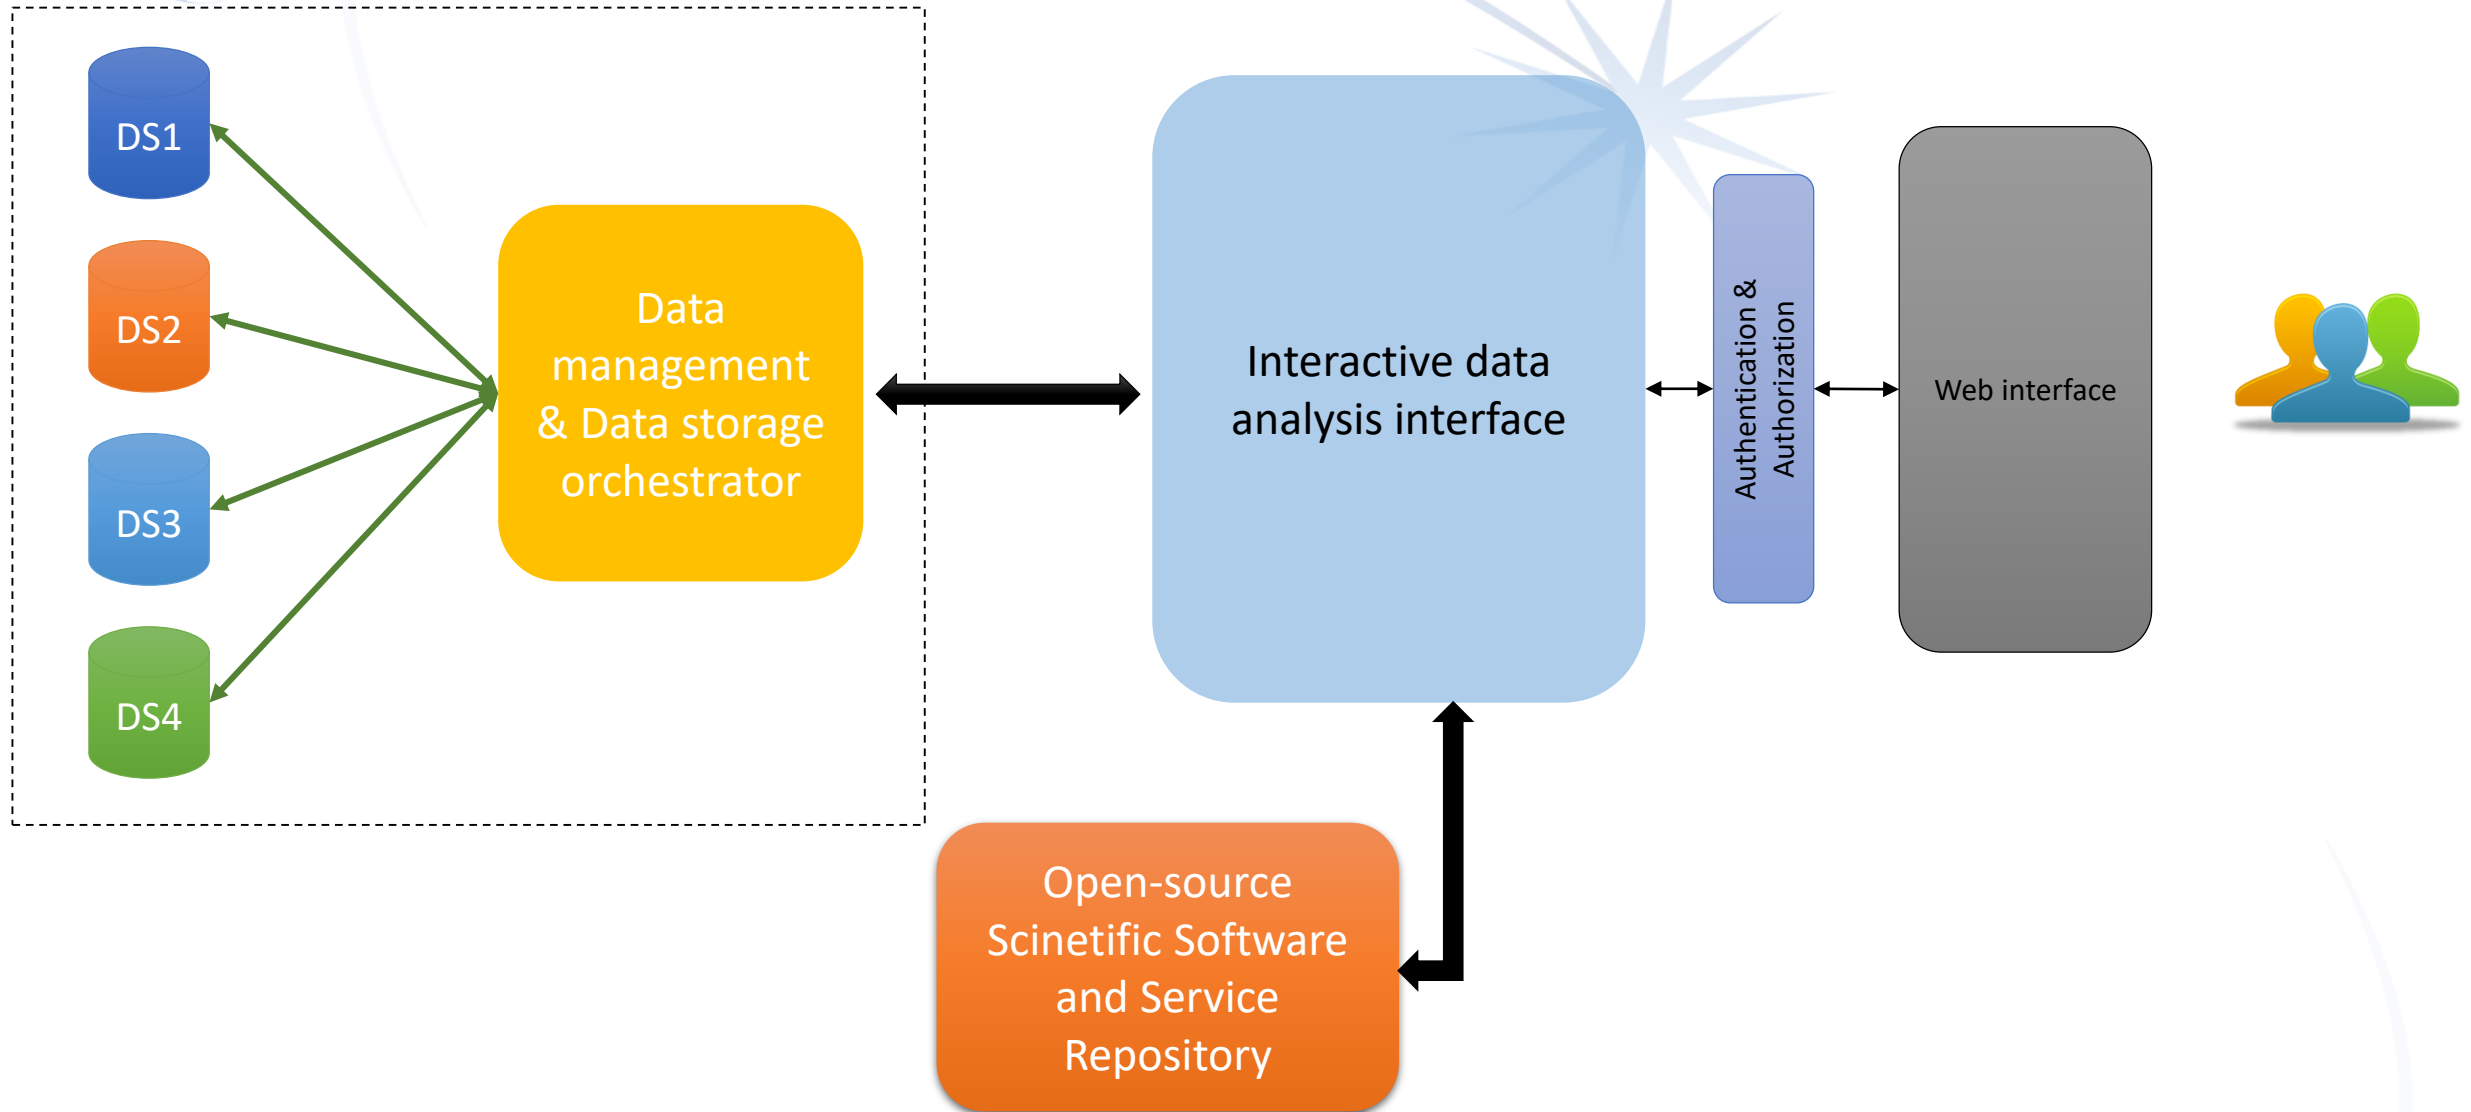 DS1
DS2
DS3
DS4
Data
management
& Data storage
orchestrator
Interactive data
analysis interface
Authentication &
Authorization
Web interface
Open-source
Scinetific Software
and Service
Repository